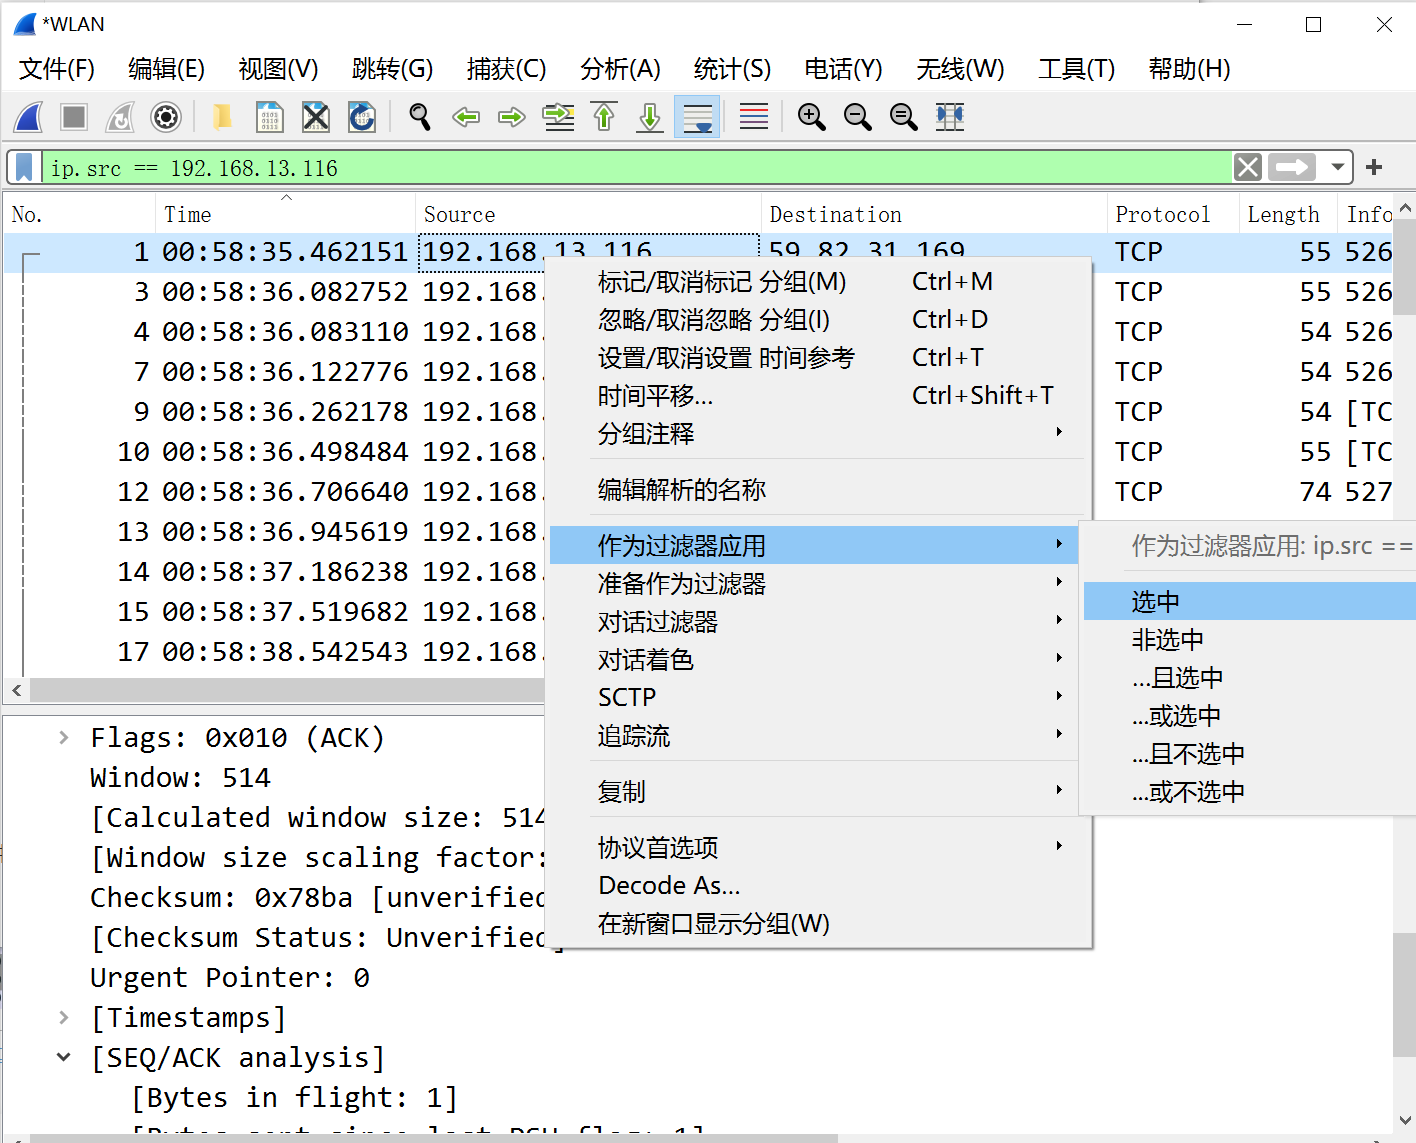 *WLAN
文件(F) 编辑(E) 视图(V) 跳转(G) 捕获(C) 分析(A) 统计(S) 电话(Y) 无线(W) 工具(T) 帮助(H)
ip.src == 192.168.13.116
No. Time Source Destination Protocol Length Info
1 00:58:35.462151 192.168.13.116 59.82.31.169 TCP 55 526
3 00:58:36.082752 192.168. TCP 55 526
4 00:58:36.083110 192.168. TCP 54 526
7 00:58:36.122776 192.168. TCP 54 526
9 00:58:36.262178 192.168. TCP 54 [TC
10 00:58:36.498484 192.168. TCP 55 [TC
12 00:58:36.706640 192.168. TCP 74 527
13 00:58:36.945619 192.168.
14 00:58:37.186238 192.168.
15 00:58:37.519682 192.168.
17 00:58:38.542543 192.168.
标记/取消标记 分组(M) Ctrl+M
忽略/取消忽略 分组(I) Ctrl+D
设置/取消设置 时间参考 Ctrl+T
时间平移... Ctrl+Shift+T
分组注释
编辑解析的名称
作为过滤器应用
准备作为过滤器
对话过滤器
对话着色
SCTP
追踪流
复制
协议首选项
Decode As...
在新窗口显示分组(W)
作为过滤器应用: ip.src ==
选中
非选中
...且选中
...或选中
...且不选中
...或不选中
Flags: 0x010 (ACK)
Window: 514
[Calculated window size: 514
[Window size scaling factor:
Checksum: 0x78ba [unverified
[Checksum Status: Unverified]
Urgent Pointer: 0
[Timestamps]
[SEQ/ACK analysis]
[Bytes in flight: 1]
[Bytes sent since last PSH flag: 1]